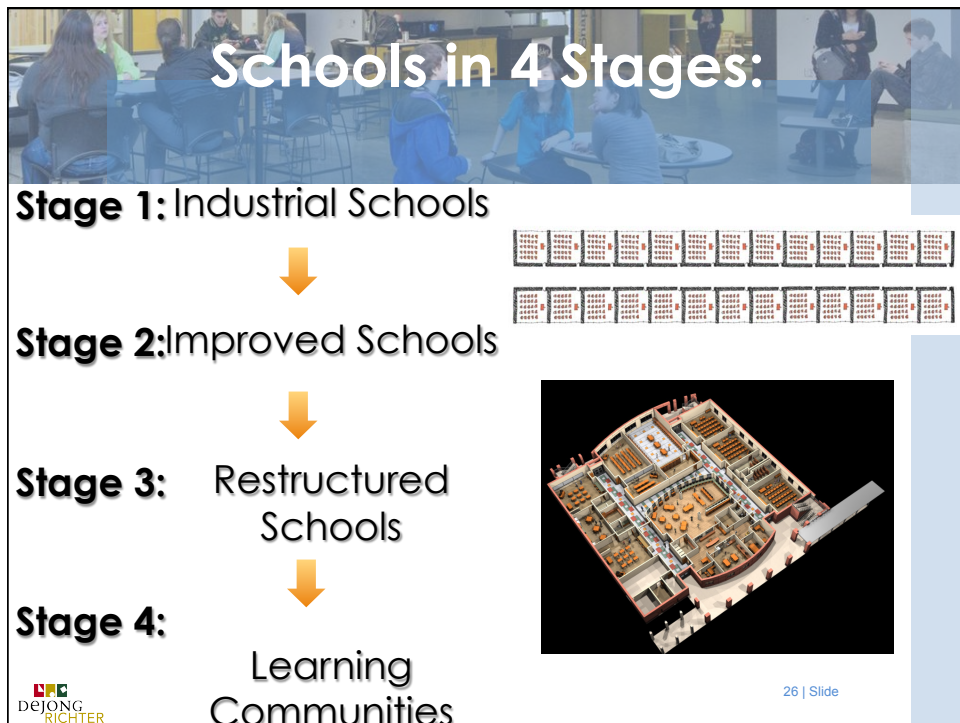 Schools in 4 Stages:
Stage 1: Industrial Schools
Stage 2: Improved Schools
Stage 3: Restructured
Schools
Stage 4:
Learning
Communities
DEJONG
RICHTER
26 | Slide